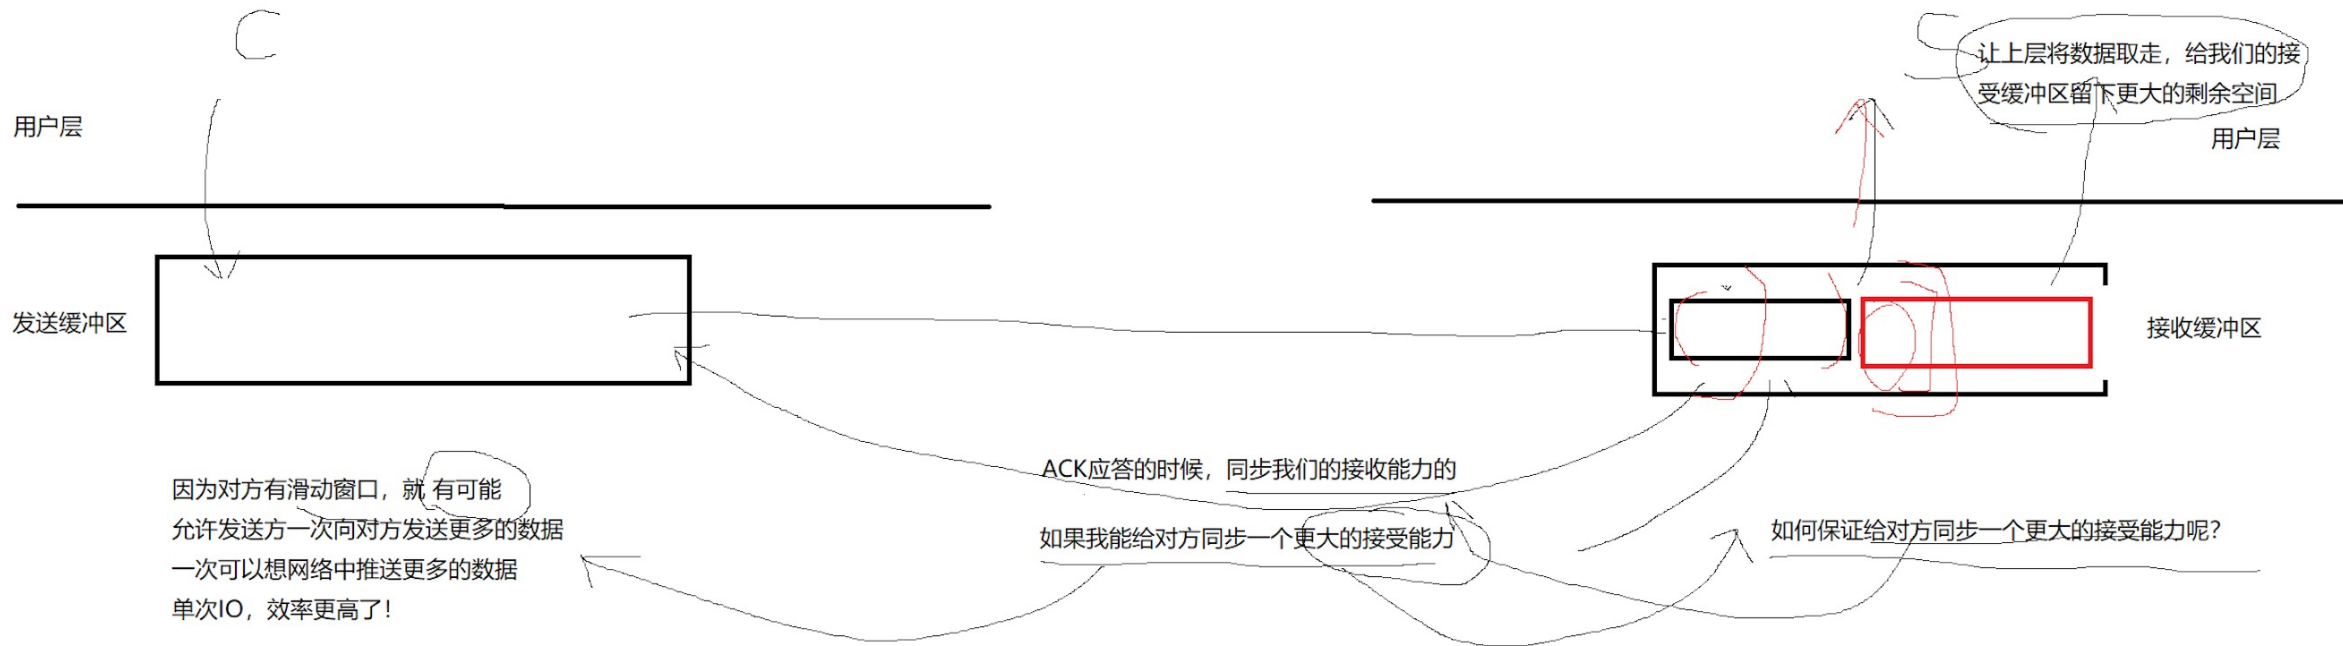 让上层将数据取走，给我们的接
受缓冲区留下更大的剩余空间
用户层
用户层
发送缓冲区
接收缓冲区
ACK应答的时候，同步我们的接收能力的
因为对方有滑动窗口，就 有可能
允许发送方一次向对方发送更多的数据
一次可以想网络中推送更多的数据
单次IO，效率更高了！
如果我能给对方同步一个更大的接受能力
如何保证给对方同步一个更大的接受能力呢？